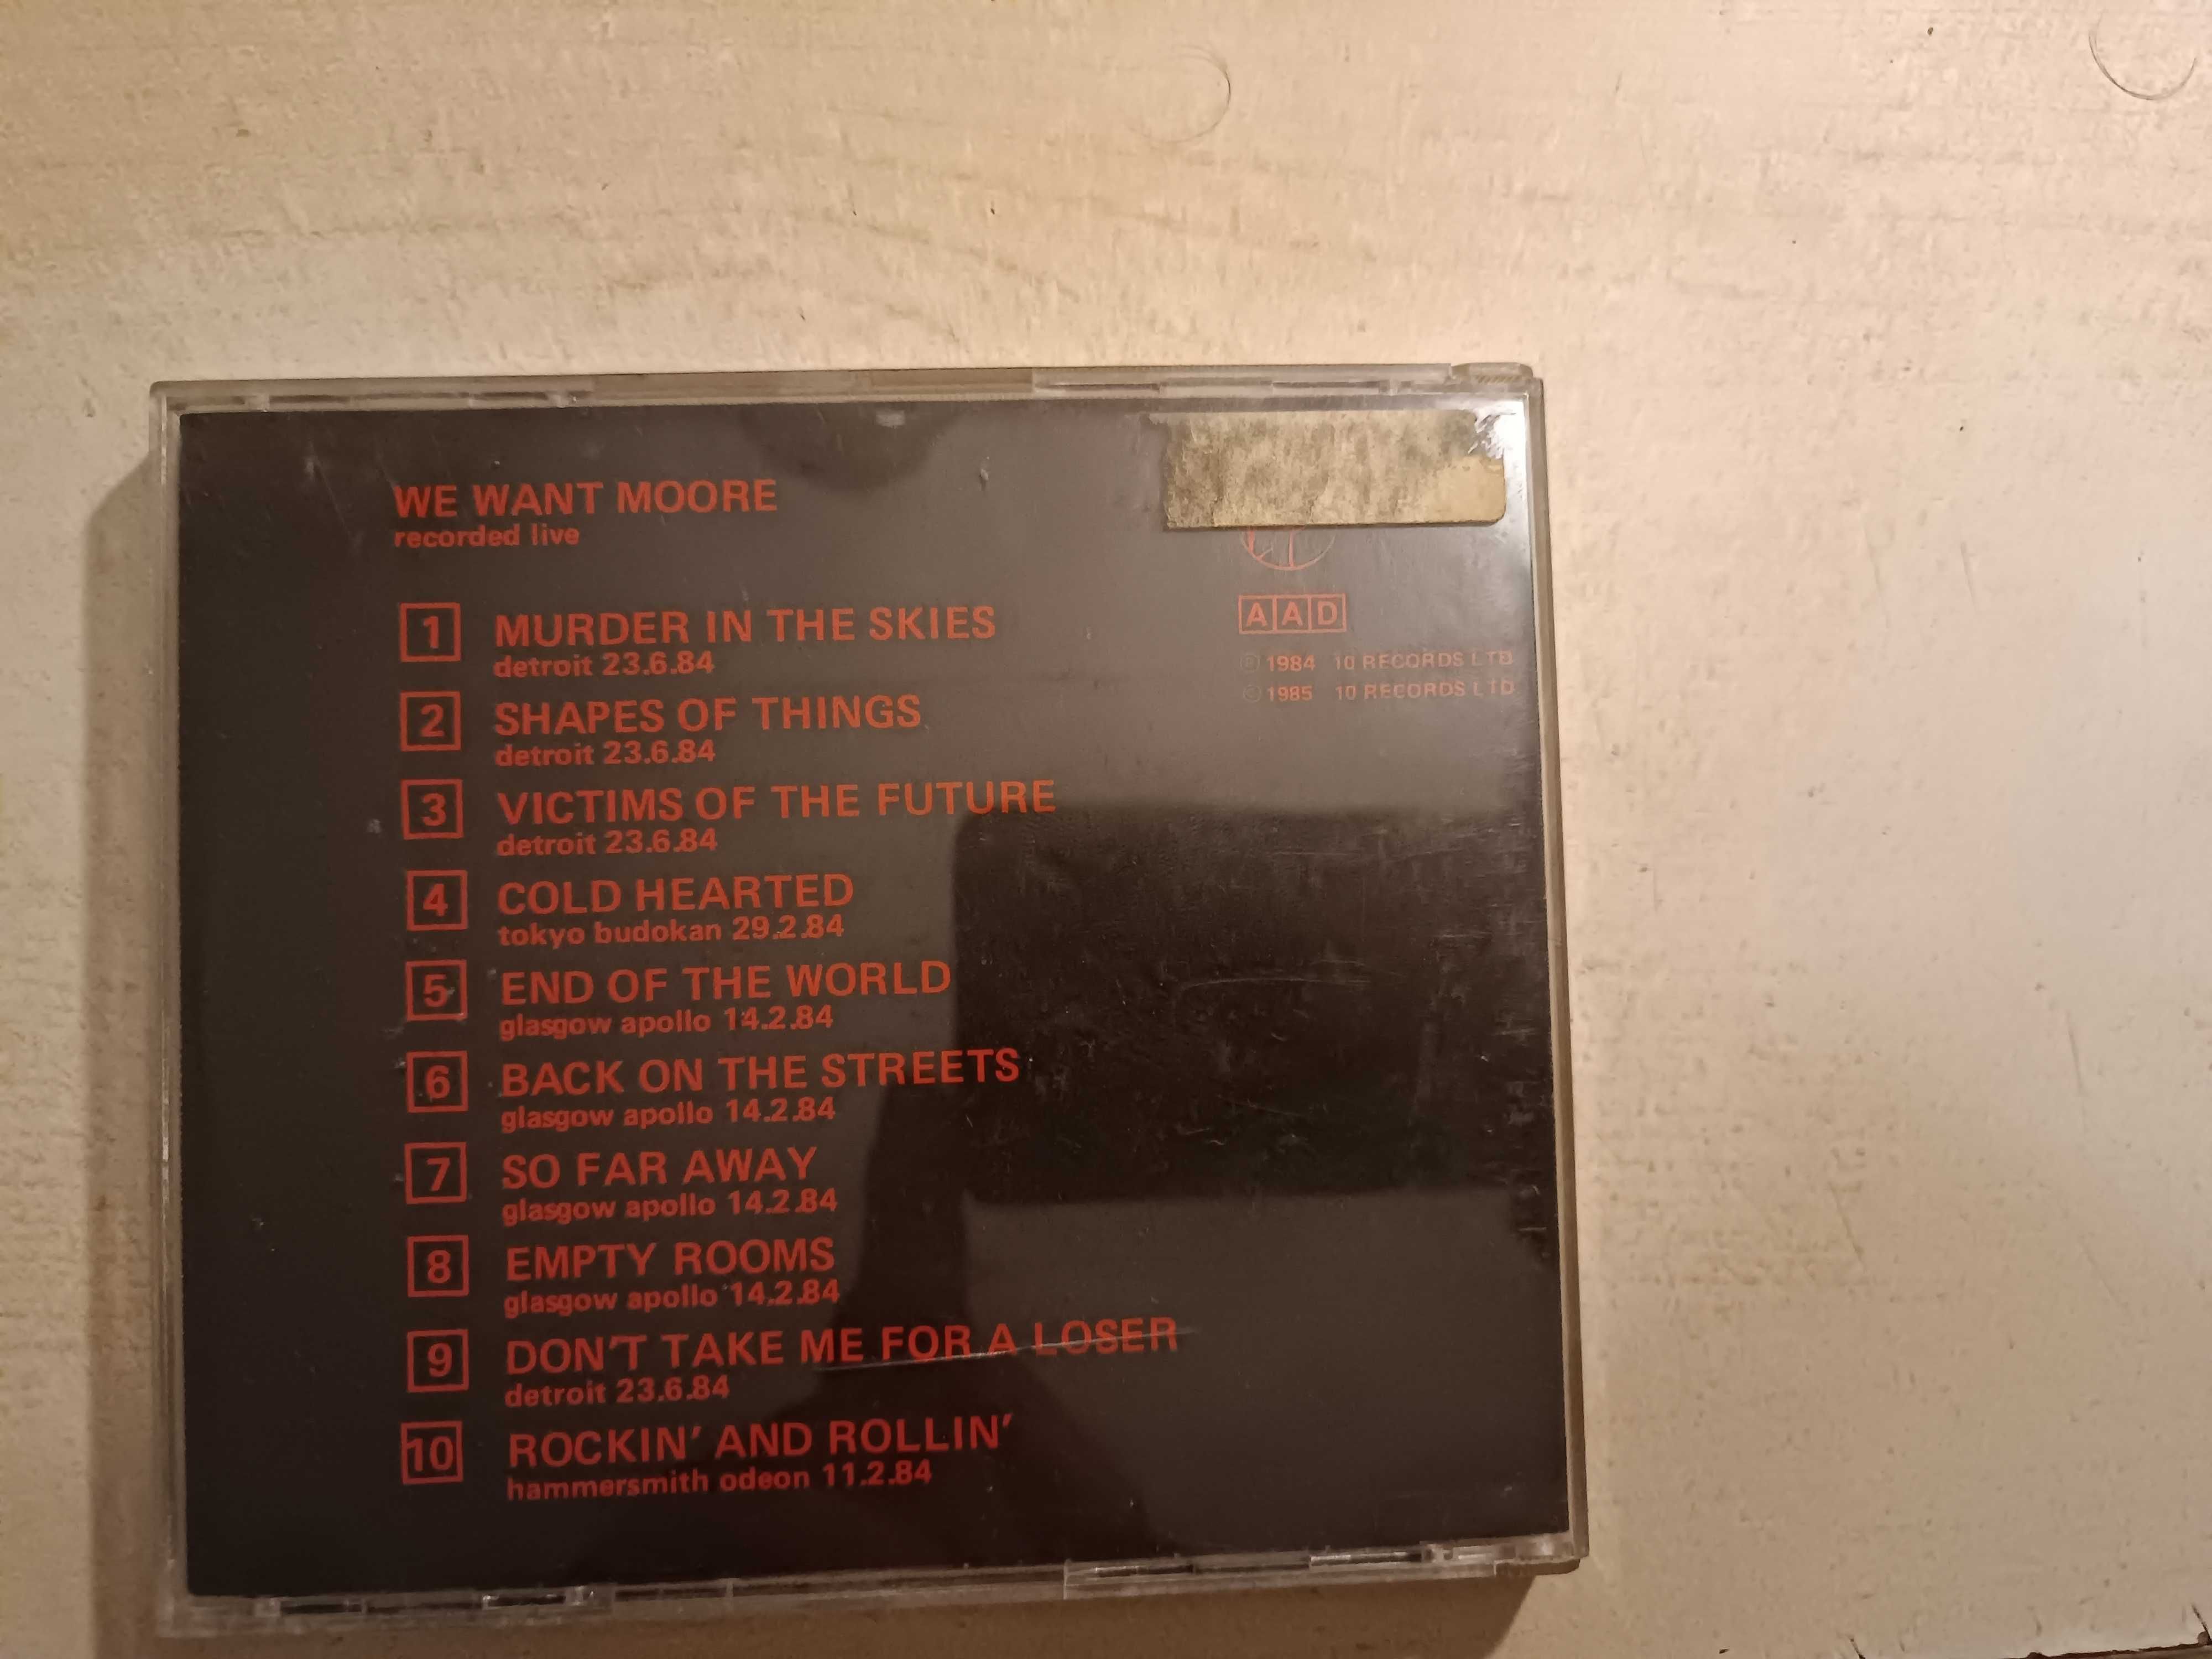 WE WANT MOORE
recorded live
1 MURDER IN THE SKIES
detroit 23.6.84
2 SHAPES OF THINGS
detroit 23.6.84
3 VICTIMS OF THE FUTURE
detroit 23.6.84
4 COLD HEARTED
tokyo budokan 29.2.84
5 END OF THE WORLD
glasgow apollo 14.2.84
6 BACK ON THE STREETS
glasgow apollo 14.2.84
7 SO FAR AWAY
glasgow apollo 14.2.84
8 EMPTY ROOMS
glasgow apollo 14.2.84
9 DON'T TAKE ME FOR A LOSER
detroit 23.6.84
10 ROCKIN' AND ROLLIN'
hammersmith odeon 11.2.84
AAD
℗ 1984 10 RECORDS LTD
© 1985 10 RECORDS LTD